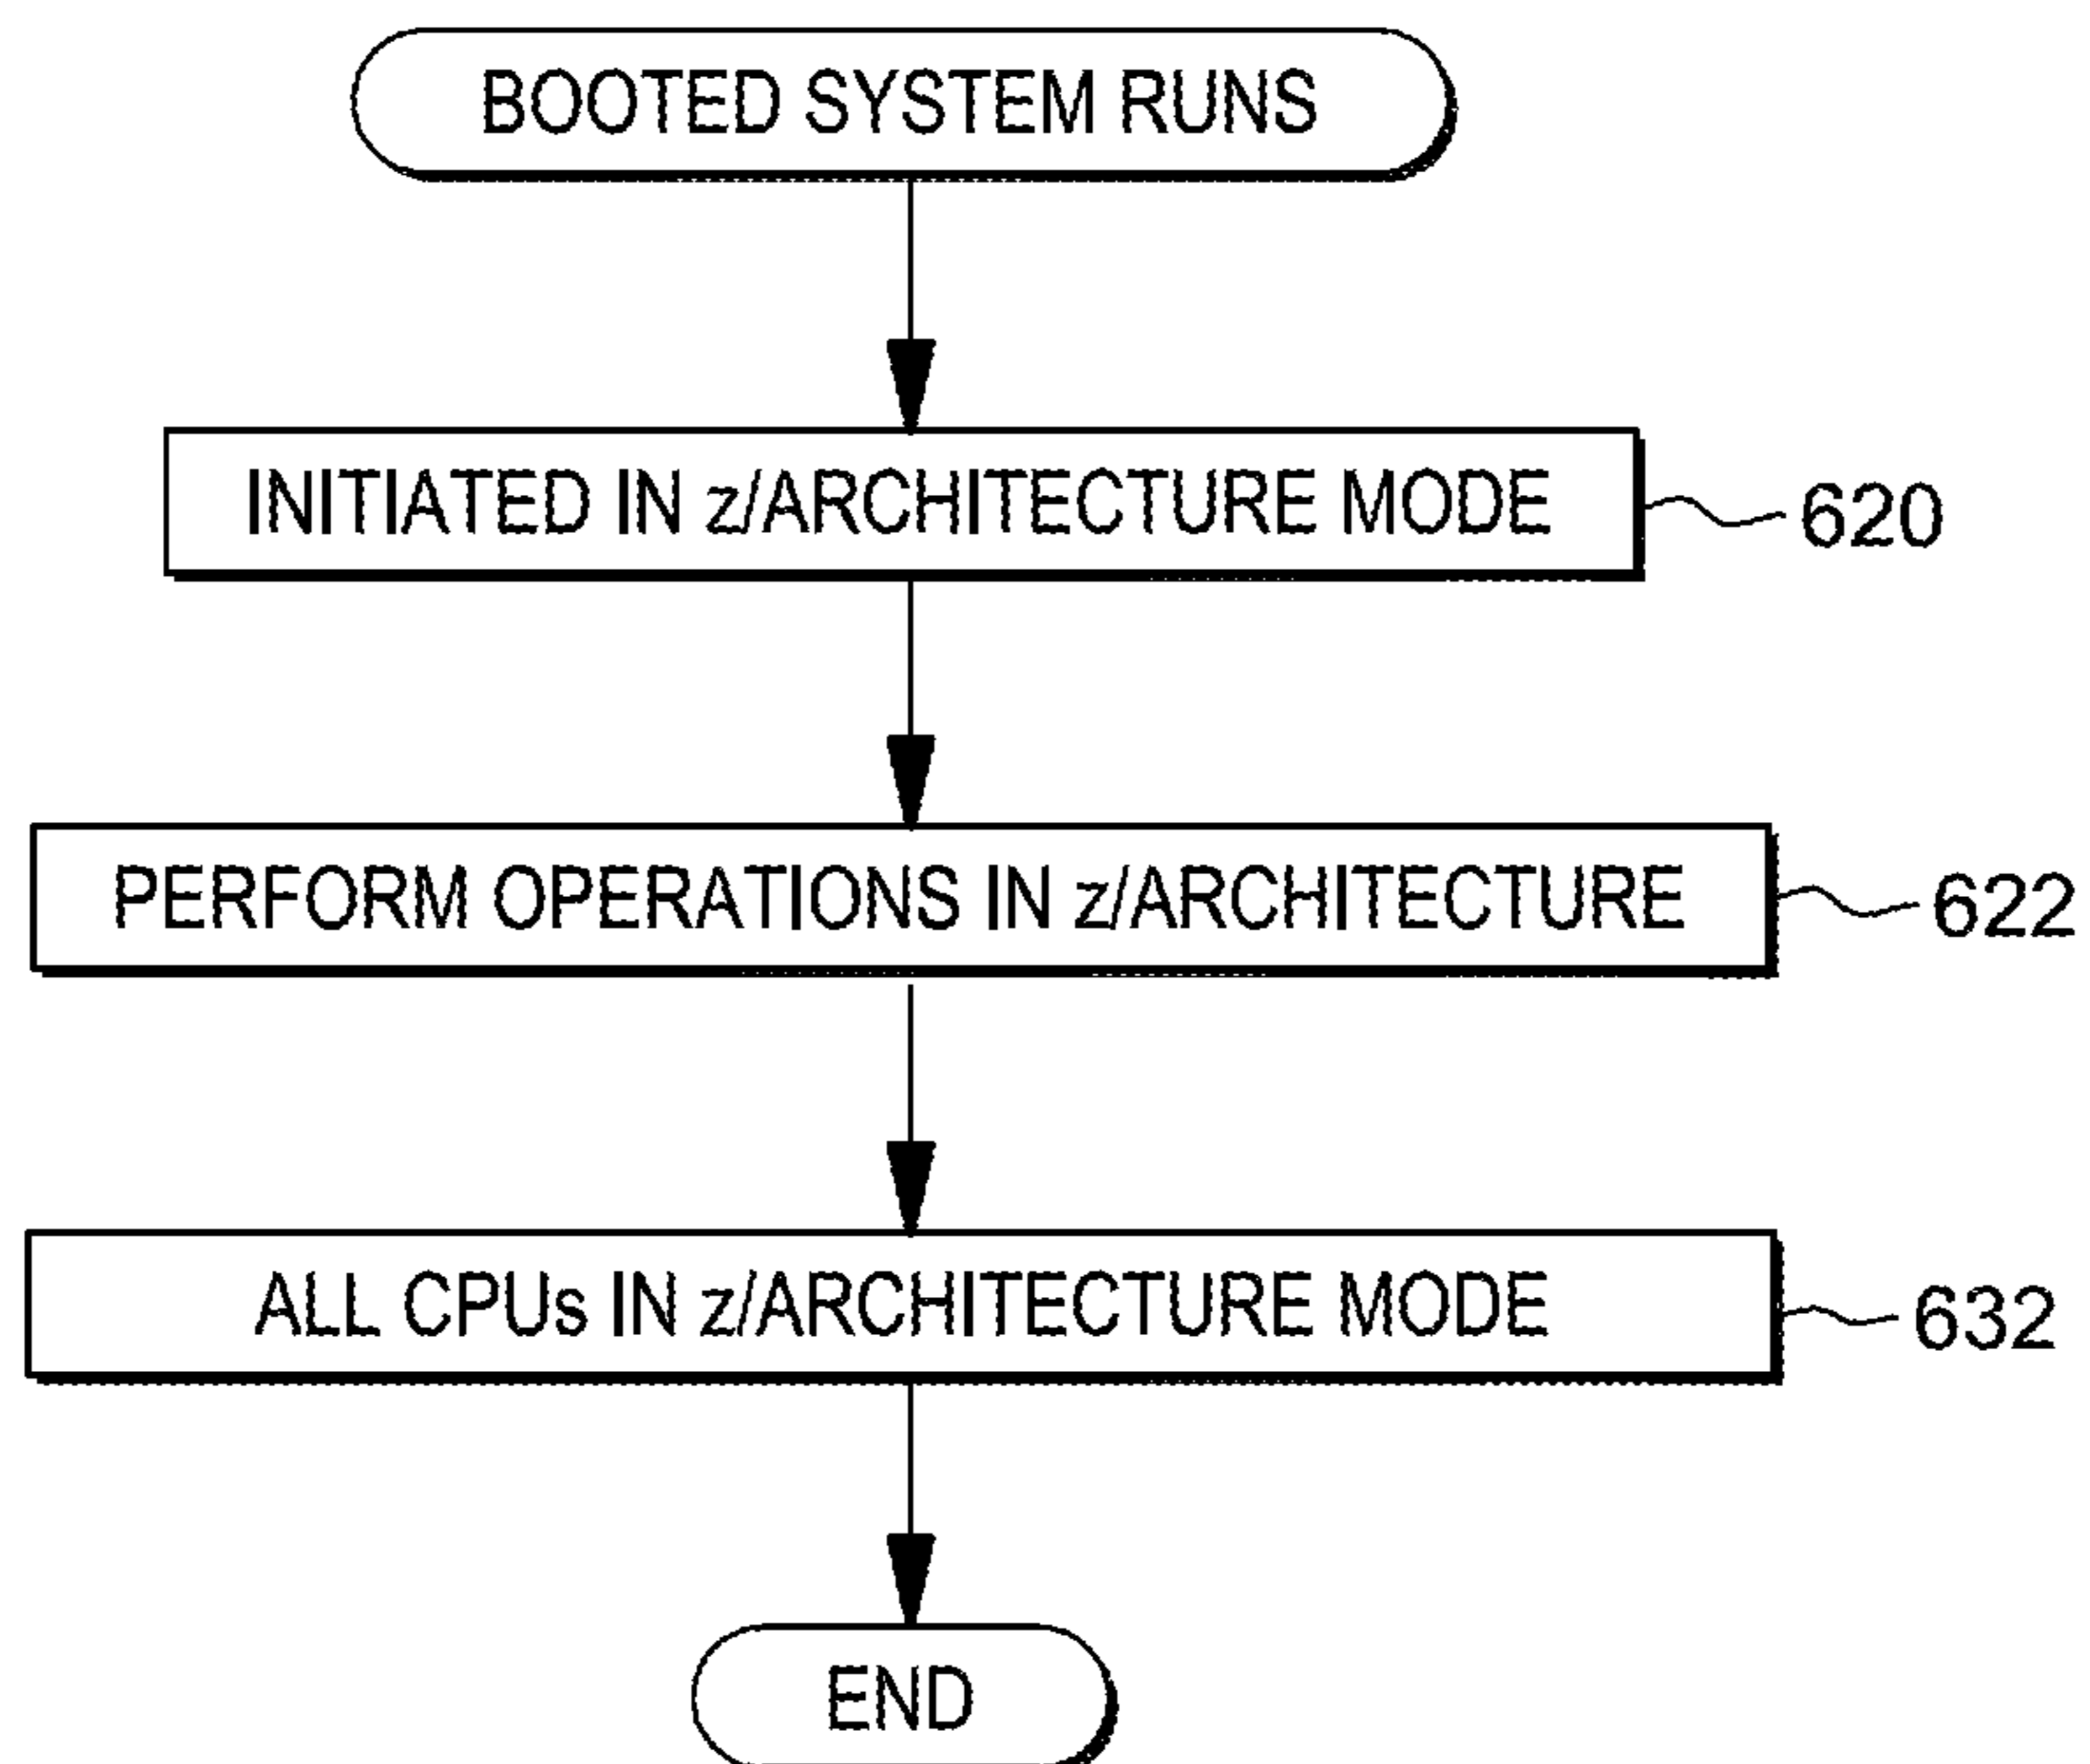 BOOTED SYSTEM RUNS
INITIATED IN z/ARCHITECTURE MODE
620
PERFORM OPERATIONS IN z/ARCHITECTURE
622
ALL CPUs IN z/ARCHITECTURE MODE
632
END